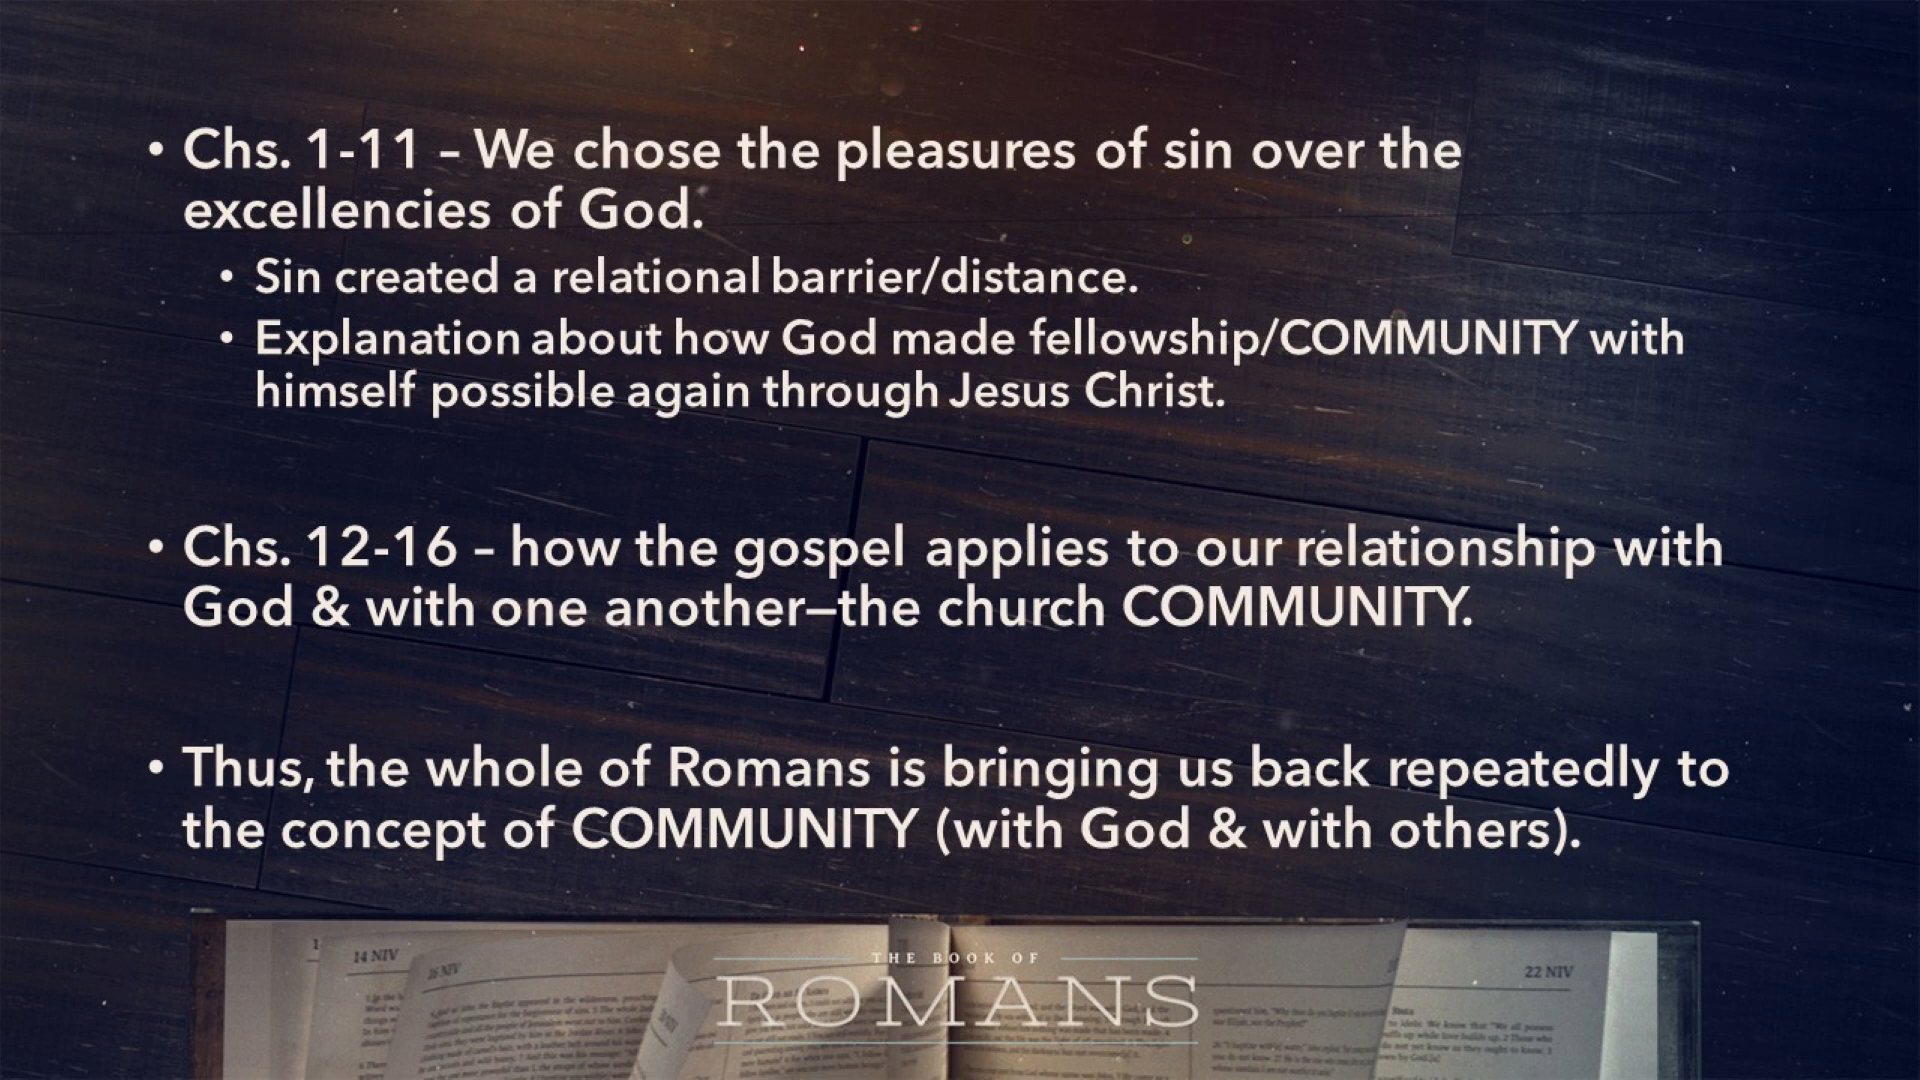 • Chs. 1-11 – We chose the pleasures of sin over the
excellencies of God.
• Sin created a relational barrier/distance.
• Explanation about how God made fellowship/COMMUNITY with
himself possible again through Jesus Christ.
• Chs. 12-16 – how the gospel applies to our relationship with
God & with one another–the church COMMUNITY.
• Thus, the whole of Romans is bringing us back repeatedly to
the concept of COMMUNITY (with God & with others).
14 NIV
16 NIV
22 NIV
THE BOOK OF
ROMANS